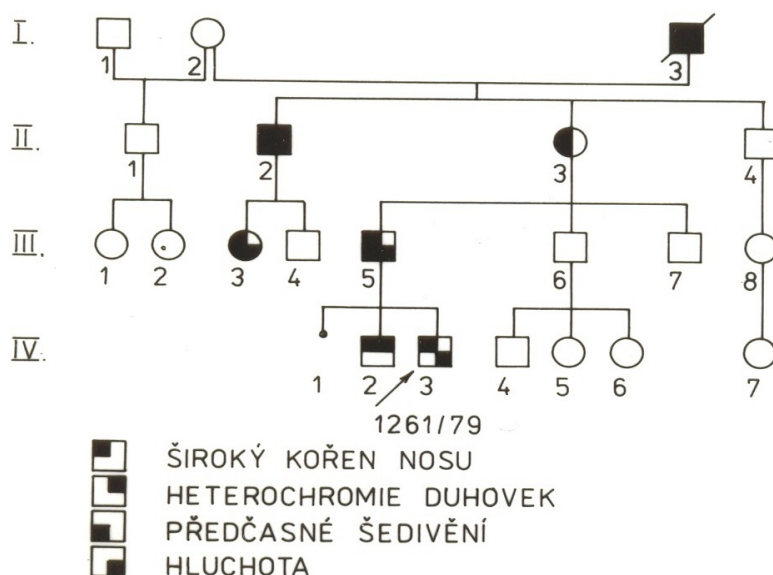 I.
1 2 3
II.
1 2 3 4
III.
1 2 3 4 5 6 7 8
IV.
1 2 3 4 5 6 7
1261/79
ŠIROKÝ KOŘEN NOSU
HETEROCHROMIE DUHOVEK
PŘEDČASNÉ ŠEDIVĚNÍ
HLUCHOTA